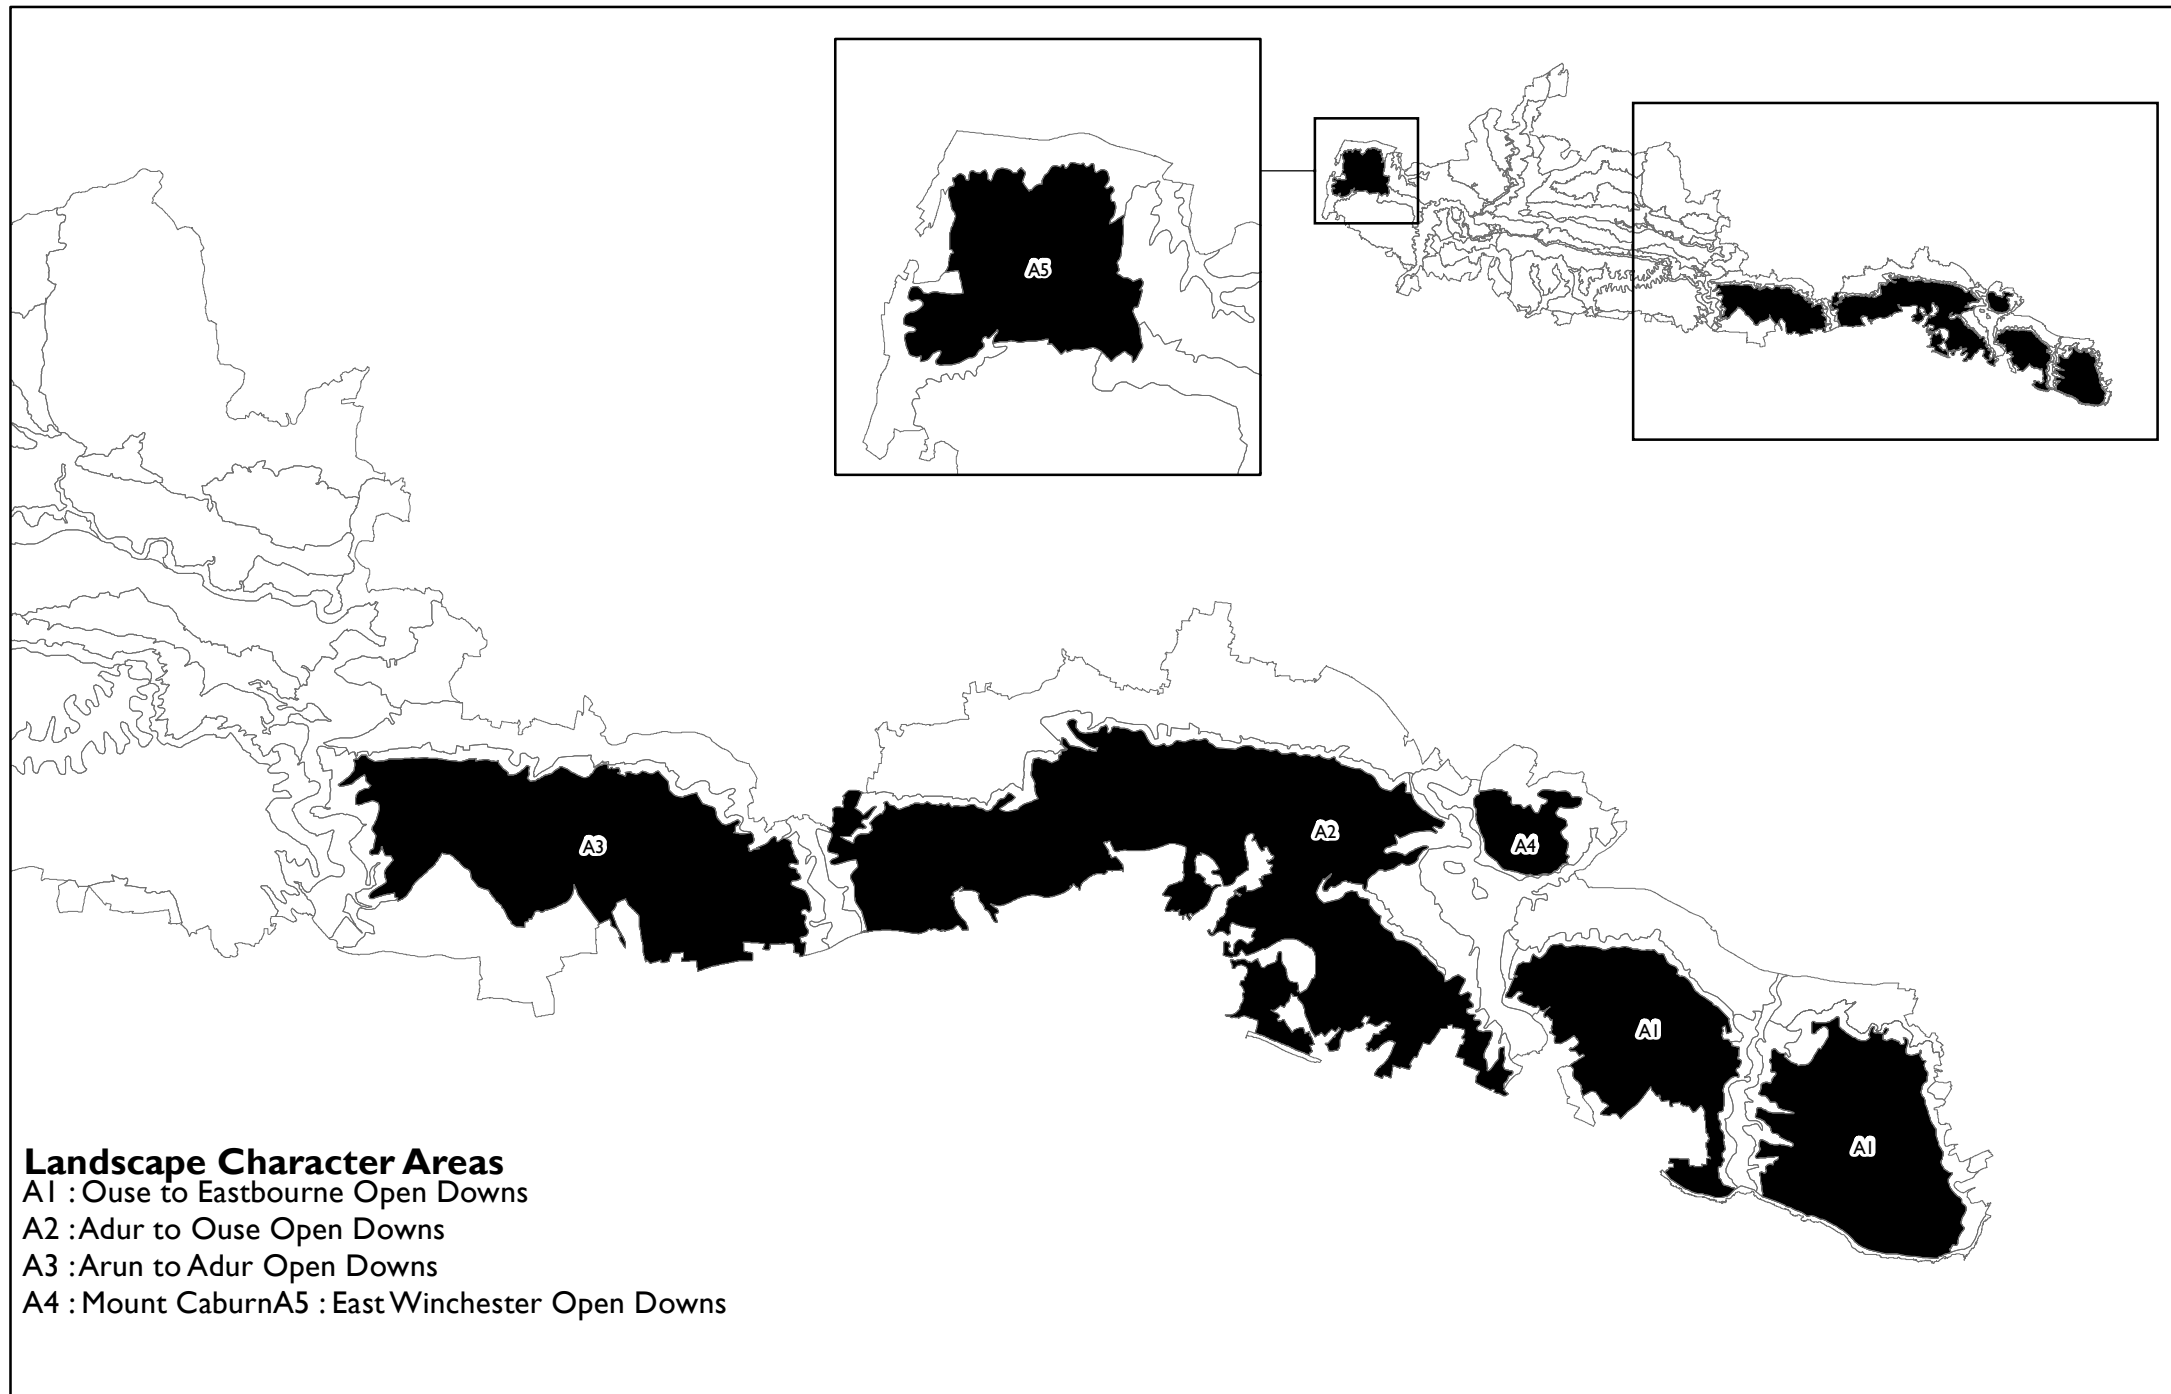 A5
A3
A2
A4
A1
A1
Landscape Character Areas
A1 : Ouse to Eastbourne Open Downs
A2 : Adur to Ouse Open Downs
A3 : Arun to Adur Open Downs
A4 : Mount CaburnA5 : East Winchester Open Downs